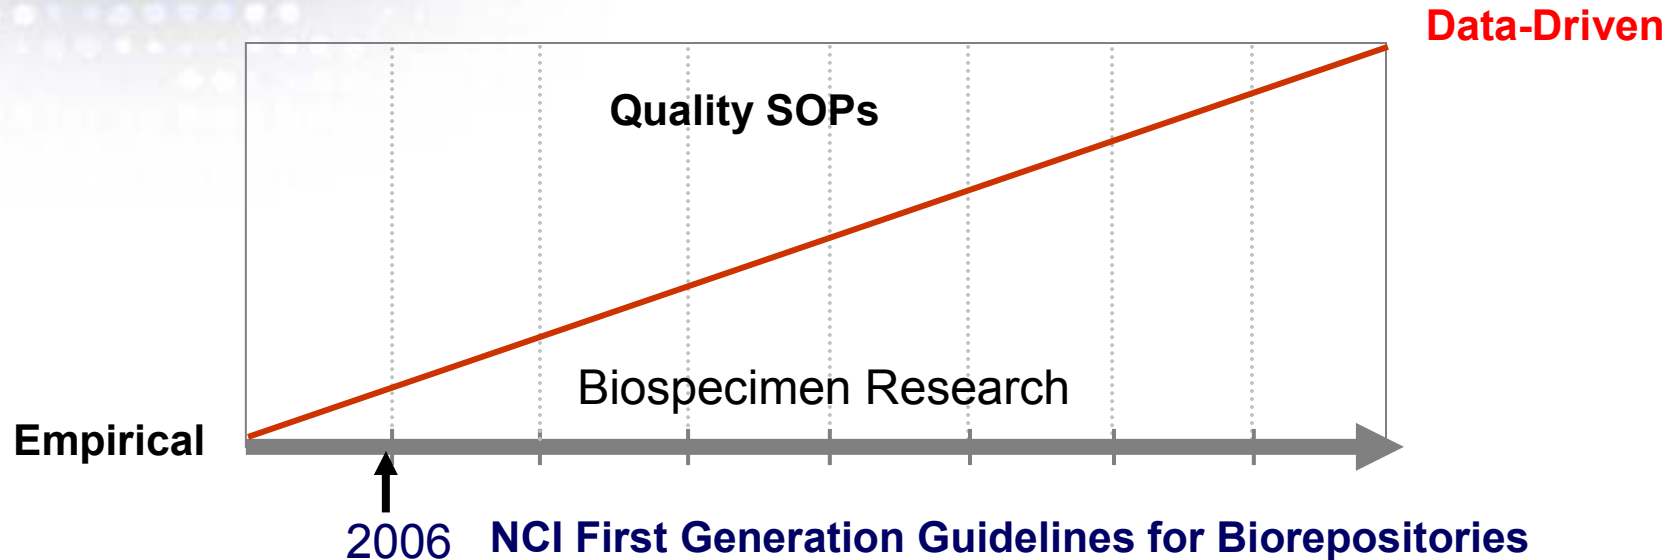 Data-Driven
Quality SOPs
Biospecimen Research
Empirical
2006 NCI First Generation Guidelines for Biorepositories